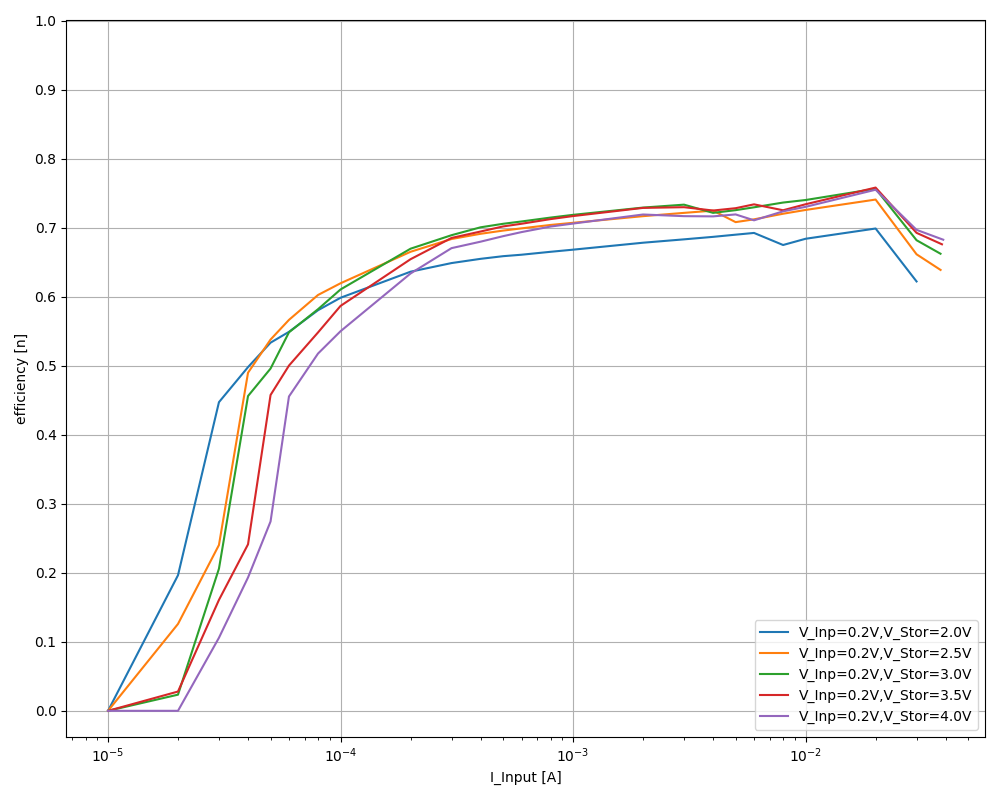 1.0
0.9
0.8
0.7
0.6
0.5
0.4
0.3
0.2
0.1
0.0
efficiency [n]
10⁻⁵
10⁻⁴
10⁻³
10⁻²
I_Input [A]
V_Inp=0.2V,V_Stor=2.0V
V_Inp=0.2V,V_Stor=2.5V
V_Inp=0.2V,V_Stor=3.0V
V_Inp=0.2V,V_Stor=3.5V
V_Inp=0.2V,V_Stor=4.0V